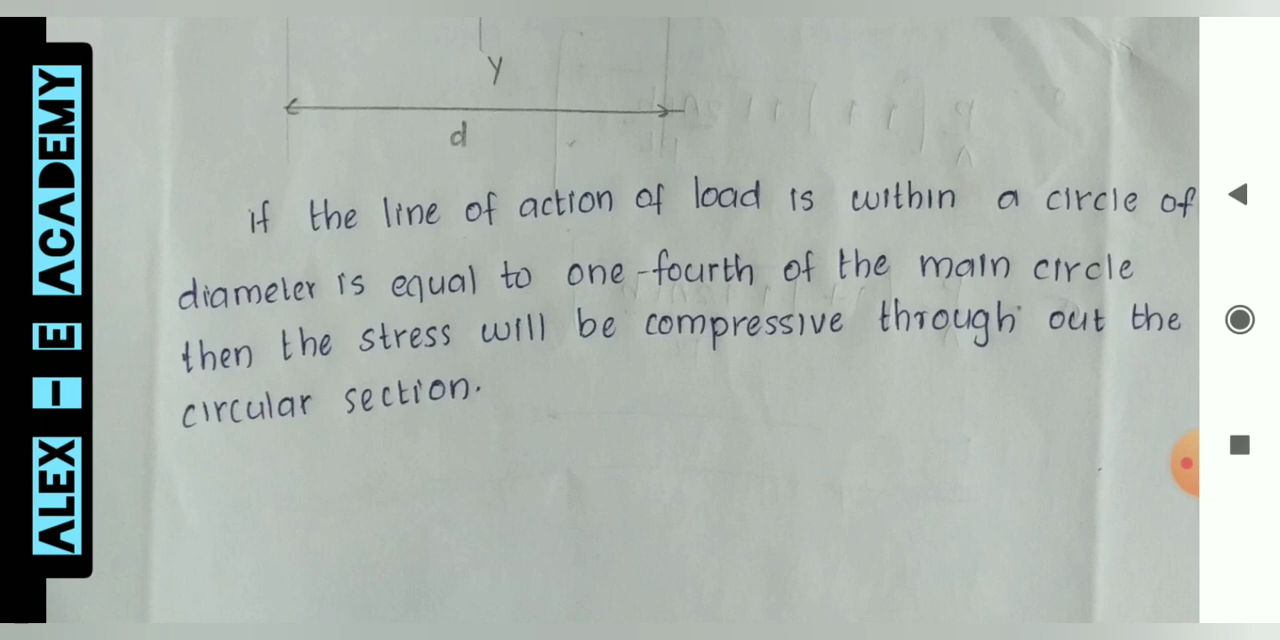 Y
d
If the line of action of load is within a circle of
diameter is equal to one-fourth of the main circle
then the stress will be compressive through out the
circular section.
ALEX - E ACADEMY